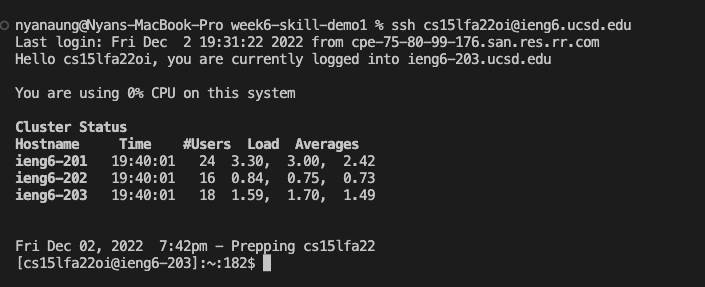 nyanaung@Nyans-MacBook-Pro week6-skill-demo1 % ssh cs15lfa22oi@ieng6.ucsd.edu
Last login: Fri Dec  2 19:31:22 2022 from cpe-75-80-99-176.san.res.rr.com
Hello cs15lfa22oi, you are currently logged into ieng6-203.ucsd.edu
You are using 0% CPU on this system
Cluster Status
Hostname     Time    #Users  Load  Averages
ieng6-201   19:40:01   24  3.30,  3.00,  2.42
ieng6-202   19:40:01   16  0.84,  0.75,  0.73
ieng6-203   19:40:01   18  1.59,  1.70,  1.49
Fri Dec 02, 2022  7:42pm - Prepping cs15lfa22
[cs15lfa22oi@ieng6-203]:~:182$